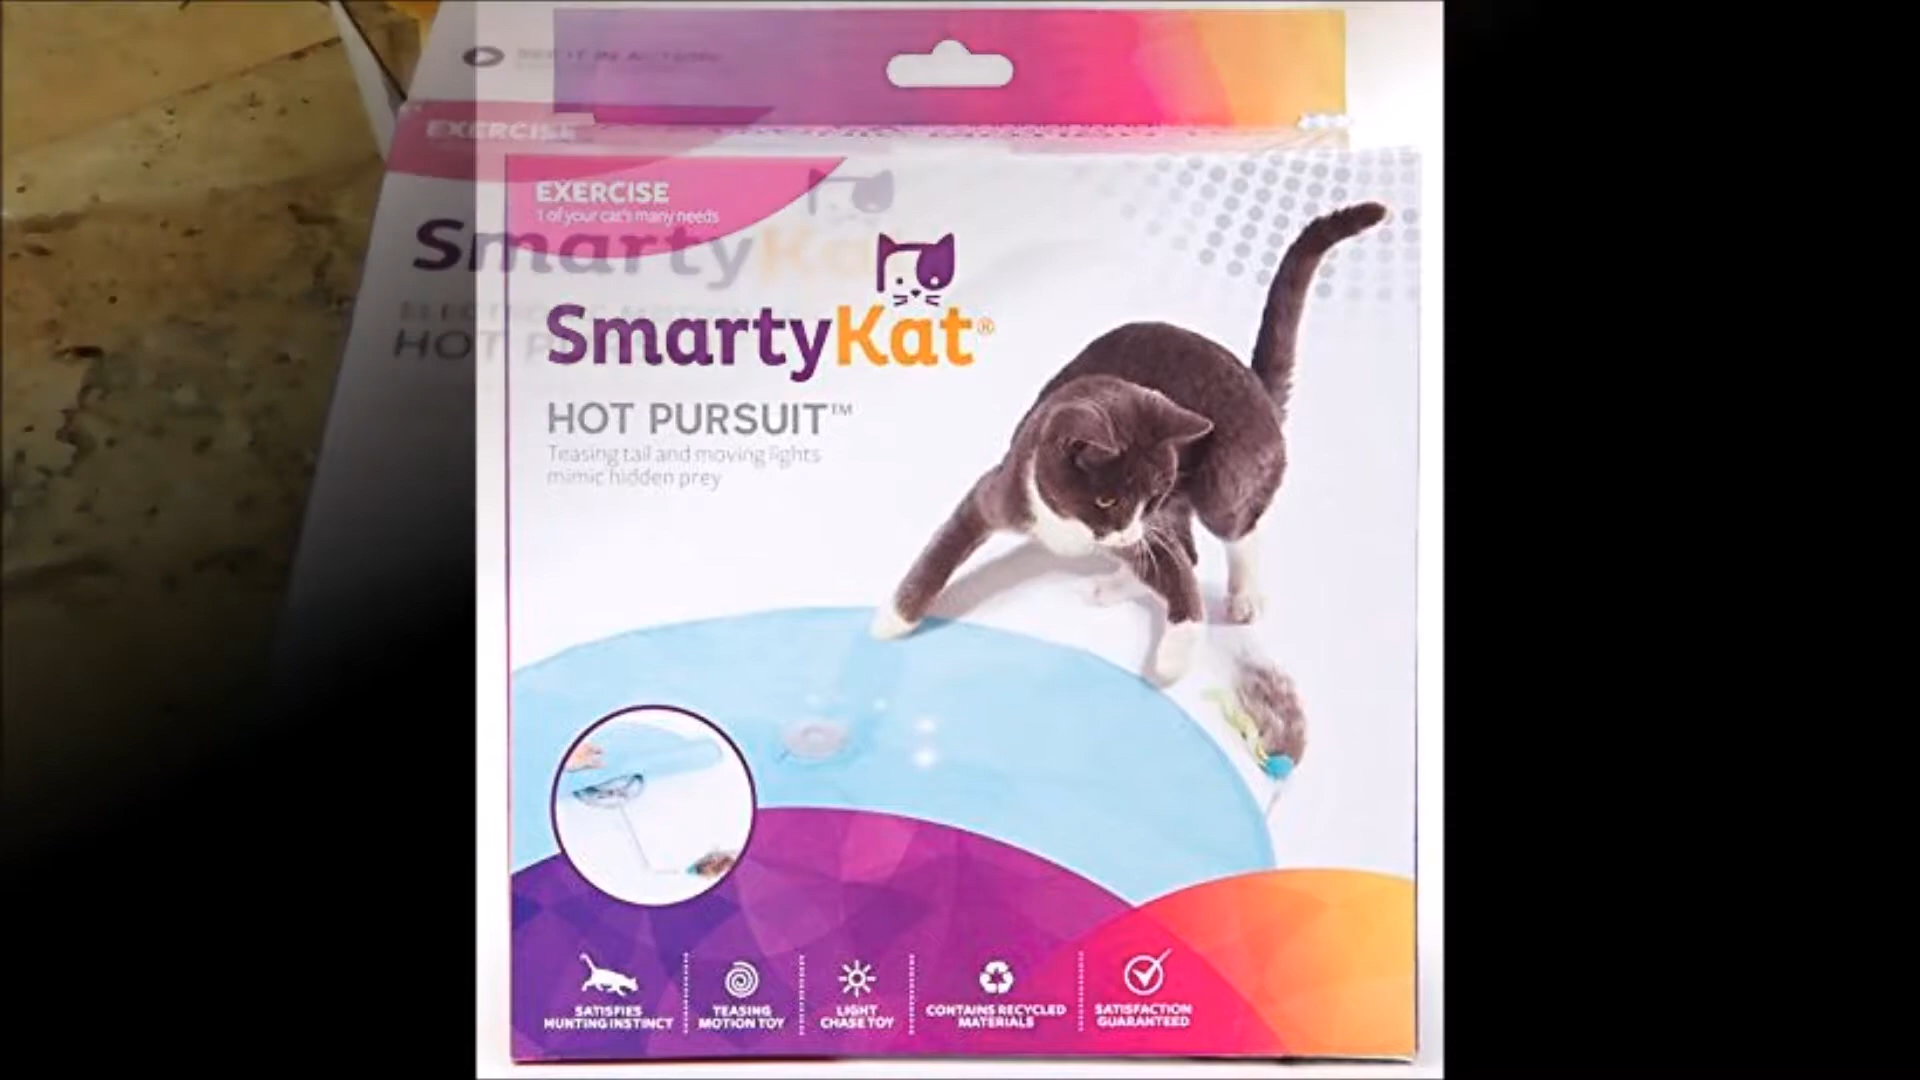 EXERCISE
EXERCISE
1 of your cat's many needs
Smarty
SmartyKat®
HOT
HOT PURSUIT™
Teasing tail and moving lights
mimic hidden prey
SATISFIES
HUNTING INSTINCT
TEASING
MOTION TOY
LIGHT
CHASE TOY
CONTAINS RECYCLED
MATERIALS
SATISFACTION
GUARANTEED